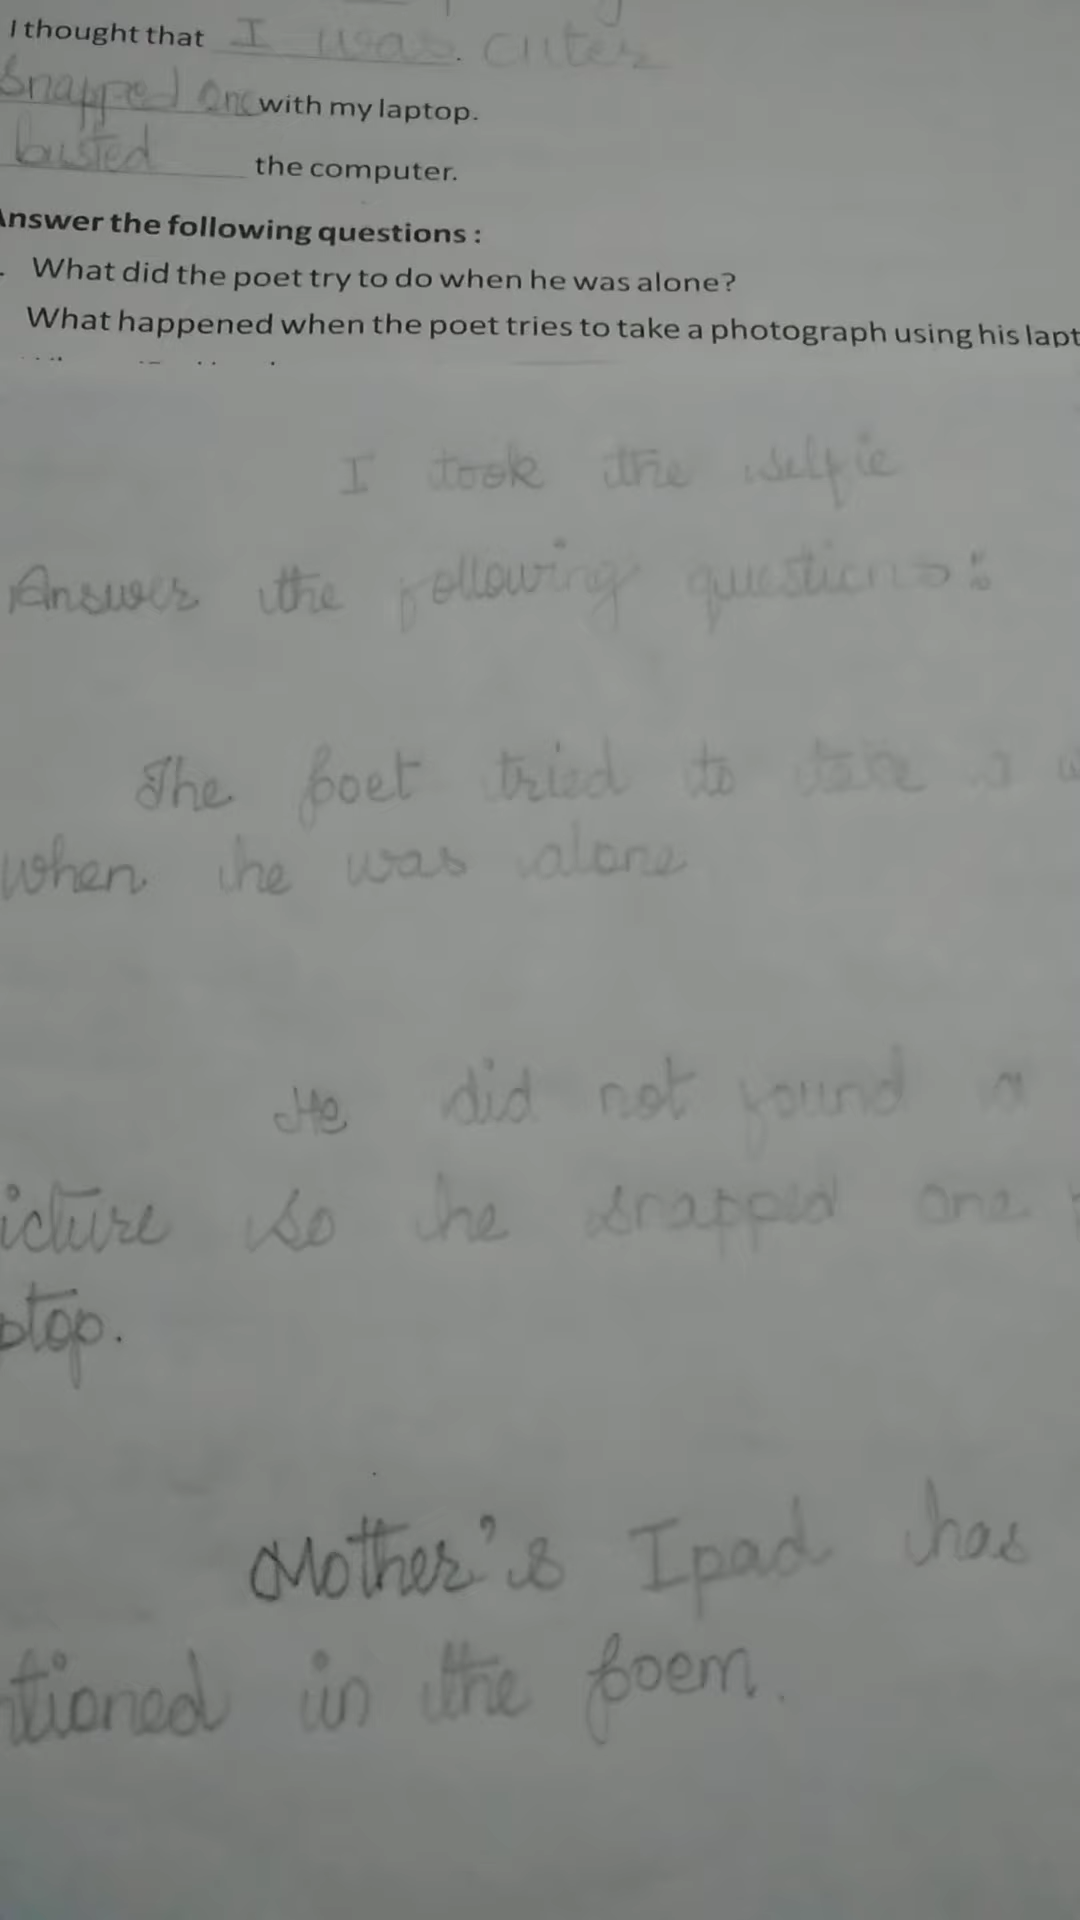 I thought that I was. cuter
Snapped one with my laptop.
busted the computer.
Answer the following questions :
What did the poet try to do when he was alone?
What happened when the poet tries to take a photograph using his lapt
I took the selfie
Answer the following questions:
The poet tried to take a
when he was alone
He did not found a
icture so he snapped one
ptop.
Mother's Ipad has
ntioned in the poem.